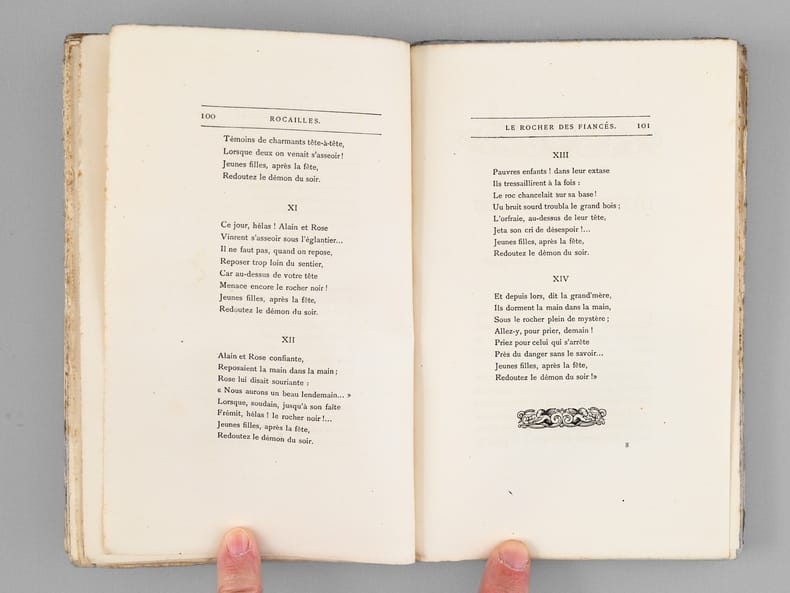 100
ROCAILLES.
Témoins de charmants tête-à-tête,
Lorsque deux on venait s'asseoir!
Jeunes filles, après la fête,
Redoutez le démon du soir.
XI
Ce jour, hélas ! Alain et Rose
Vinrent s'asseoir sous l'églantier...
Il ne faut pas, quand on repose,
Reposer trop loin du sentier,
Car au-dessus de votre tête
Menace encore le rocher noir!
Jeunes filles, après la fête,
Redoutez le démon du soir.
XII
Alain et Rose confiante,
Reposaient la main dans la main ;
Rose lui disait souriante :
« Nous aurons un beau lendemain... »
Lorsque, soudain, jusqu'à son faîte
Frémit, hélas ! le rocher noir !...
Jeunes filles, après la fête,
Redoutez le démon du soir.
LE ROCHER DES FIANCÉS.
101
XIII
Pauvres enfants ! dans leur extase
Ils tressaillirent à la fois :
Le roc chancelait sur sa base !
Uu bruit sourd troubla le grand bois ;
L'orfraie, au-dessus de leur tête,
Jeta son cri de désespoir !...
Jeunes filles, après la fête,
Redoutez le démon du soir.
XIV
Et depuis lors, dit la grand'mère,
Ils dorment la main dans la main,
Sous le rocher plein de mystère ;
Allez-y, pour prier, demain !
Priez pour celui qui s'arrête
Près du danger sans le savoir...
Jeunes filles, après la fête,
Redoutez le démon du soir !»
8